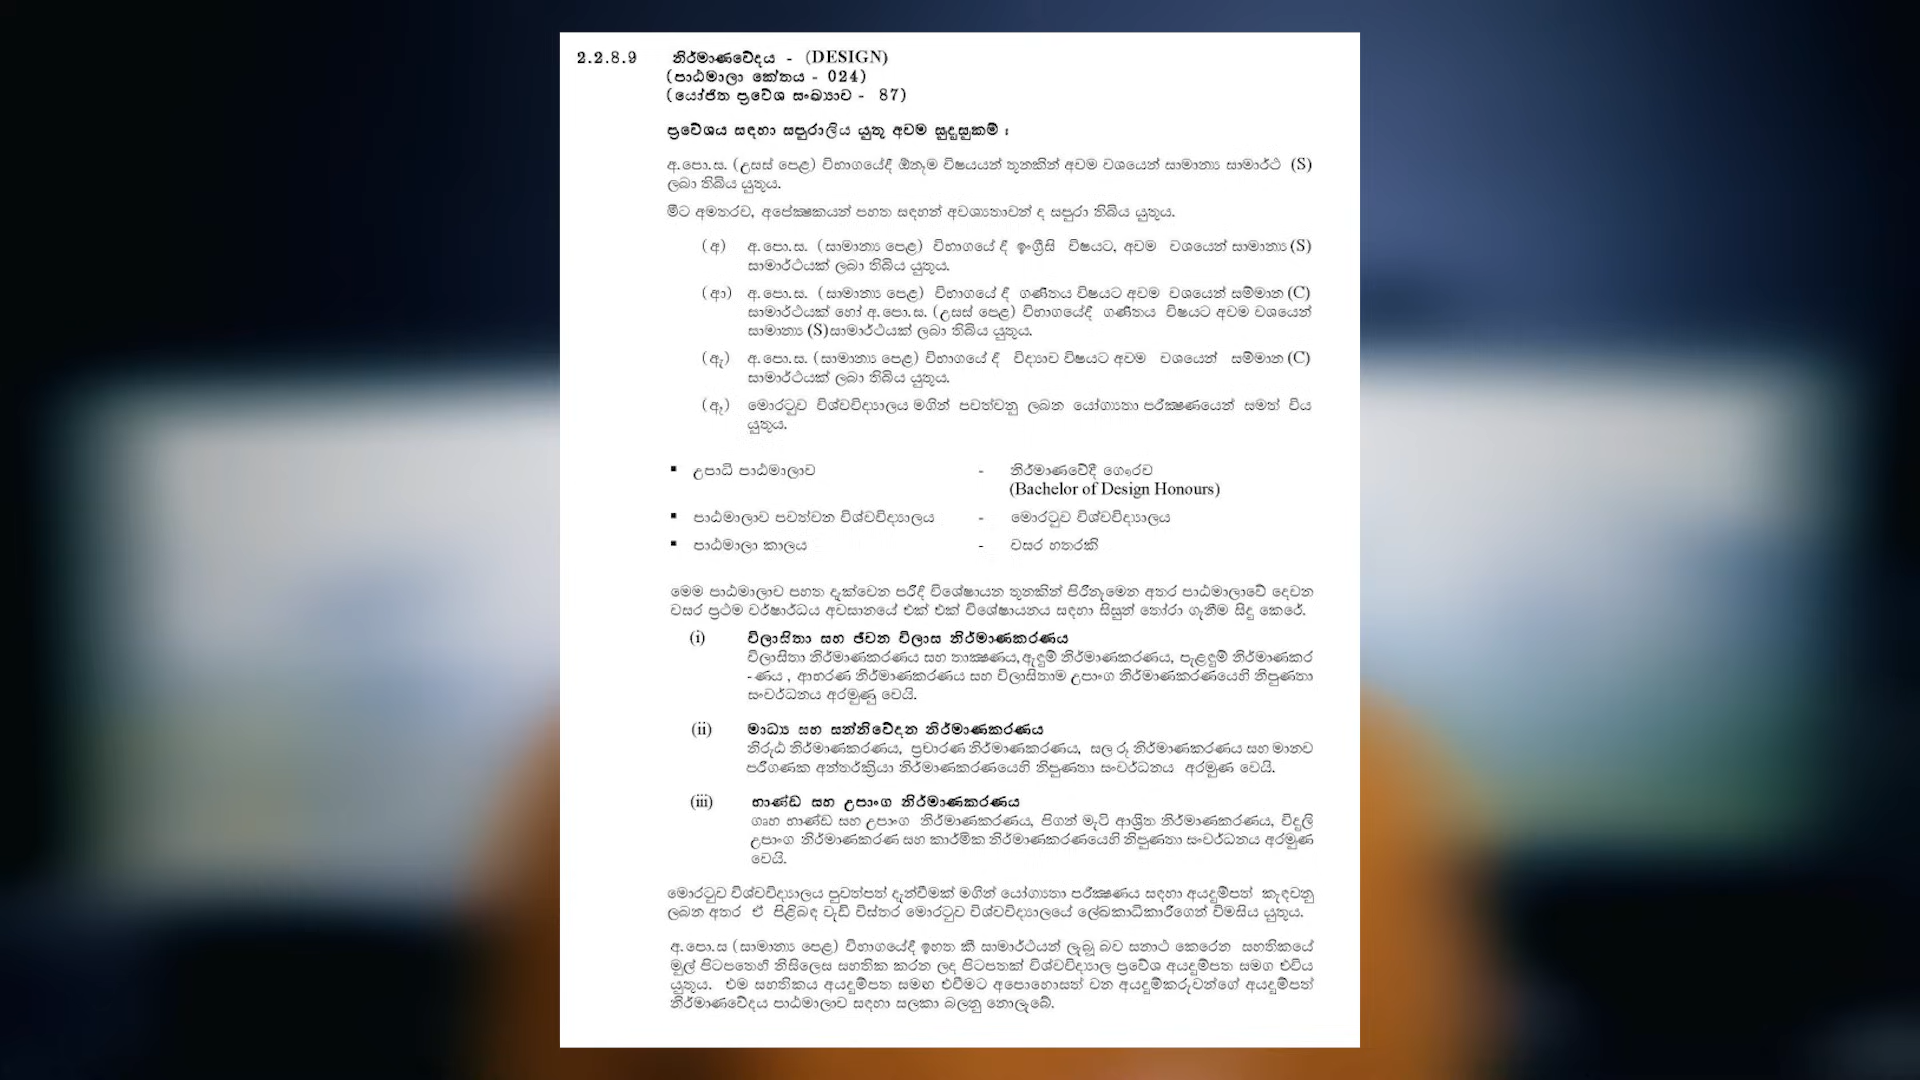 2.2.8.9 නිර්මාණවේදය - (DESIGN)
(පාඨමාලා කේතය - 024)
(යෝජිත ප්‍රවේශ සංඛ්‍යාව - 87)
ප්‍රවේශය සඳහා සපුරාලිය යුතු අවම සුදුසුකම් :
අ.පො.ස. (උසස් පෙළ) විභාගයේදී ඕනෑම විෂයයන් තුනකින් අවම වශයෙන් සාමාන්‍ය සාමාර්ථ (S)
ලබා තිබිය යුතුය.
මීට අමතරව, අපේක්‍ෂකයන් පහත සඳහන් අවශ්‍යතාවන් ද සපුරා තිබිය යුතුය.
(අ) අ.පො.ස. (සාමාන්‍ය පෙළ) විභාගයේ දී ඉංග්‍රීසි විෂයට, අවම වශයෙන් සාමාන්‍ය (S)
සාමාර්ථයක් ලබා තිබිය යුතුය.
(ආ) අ.පො.ස. (සාමාන්‍ය පෙළ) විභාගයේ දී ගණිතය විෂයට අවම වශයෙන් සම්මාන (C)
සාමාර්ථයක් හෝ අ.පො.ස. (උසස් පෙළ) විභාගයේදී ගණිතය විෂයට අවම වශයෙන්
සාමාන්‍ය (S) සාමාර්ථයක් ලබා තිබිය යුතුය.
(ඇ) අ.පො.ස. (සාමාන්‍ය පෙළ) විභාගයේ දී විද්‍යාව විෂයට අවම වශයෙන් සම්මාන (C)
සාමාර්ථයක් ලබා තිබිය යුතුය.
(ඈ) මොරටුව විශ්වවිද්‍යාලය මගින් පවත්වනු ලබන යෝග්‍යතා පරීක්‍ෂණයෙන් සමත් විය
යුතුය.
▪ උපාධි පාඨමාලාව - නිර්මාණවේදී ගෞරව
(Bachelor of Design Honours)
▪ පාඨමාලාව පවත්වන විශ්වවිද්‍යාලය - මොරටුව විශ්වවිද්‍යාලය
▪ පාඨමාලා කාලය - වසර හතරකි
මෙම පාඨමාලාව පහත දැක්වෙන පරිදි විශේෂායන තුනකින් පිරිනැමෙන අතර පාඨමාලාවේ දෙවන
වසර ප්‍රථම වර්ෂාර්ධය අවසානයේ එක් එක් විශේෂායනය සඳහා සිසුන් තෝරා ගැනීම සිදු කෙරේ.
(i) විලාසිතා සහ ජීවන විලාස නිර්මාණකරණය
විලාසිතා නිර්මාණකරණය සහ තාක්‍ෂණය, ඇඳුම් නිර්මාණකරණය, පැළඳුම් නිර්මාණකර
- ණය , ආභරණ නිර්මාණකරණය සහ විලාසිතාම උපාංග නිර්මාණකරණයෙහි නිපුණතා
සංවර්ධනය අරමුණු වෙයි.
(ii) මාධ්‍ය සහ සන්නිවේදන නිර්මාණකරණය
නිරූඪ නිර්මාණකරණය, ප්‍රචාරණ නිර්මාණකරණය, සල රූ නිර්මාණකරණය සහ මානව
පරිගණක අන්තර්ක්‍රියා නිර්මාණකරණයෙහි නිපුණතා සංවර්ධනය අරමුණ වෙයි.
(iii) භාණ්ඩ සහ උපාංග නිර්මාණකරණය
ගෘහ භාණ්ඩ සහ උපාංග නිර්මාණකරණය, පිගන් මැටි ආශ්‍රිත නිර්මාණකරණය, විදුලි
උපාංග නිර්මාණකරණ සහ කාර්මික නිර්මාණකරණයෙහි නිපුණතා සංවර්ධනය අරමුණ
වෙයි.
මොරටුව විශ්වවිද්‍යාලය පුවත්පත් දැන්වීමක් මගින් යෝග්‍යතා පරීක්‍ෂණය සඳහා අයදුම්පත් කැඳවනු
ලබන අතර ඒ පිළිබඳ වැඩි විස්තර මොරටුව විශ්වවිද්‍යාලයේ ලේඛකාධිකාරීගෙන් විමසිය යුතුය.
අ.පො.ස (සාමාන්‍ය පෙළ) විභාගයේදී ඉහත කී සාමාර්ථයන් ලැබූ බව සනාථ කෙරෙන සහතිකයේ
මුල් පිටපතෙහි නිසිලෙස සහතික කරන ලද පිටපතක් විශ්වවිද්‍යාල ප්‍රවේශ අයදුම්පත සමග එවිය
යුතුය. එම සහතිකය අයදුම්පත සමඟ එවීමට අපොහොසත් වන අයදුම්කරුවන්ගේ අයදුම්පත්
නිර්මාණවේදය පාඨමාලාව සඳහා සලකා බලනු නොලැබේ.